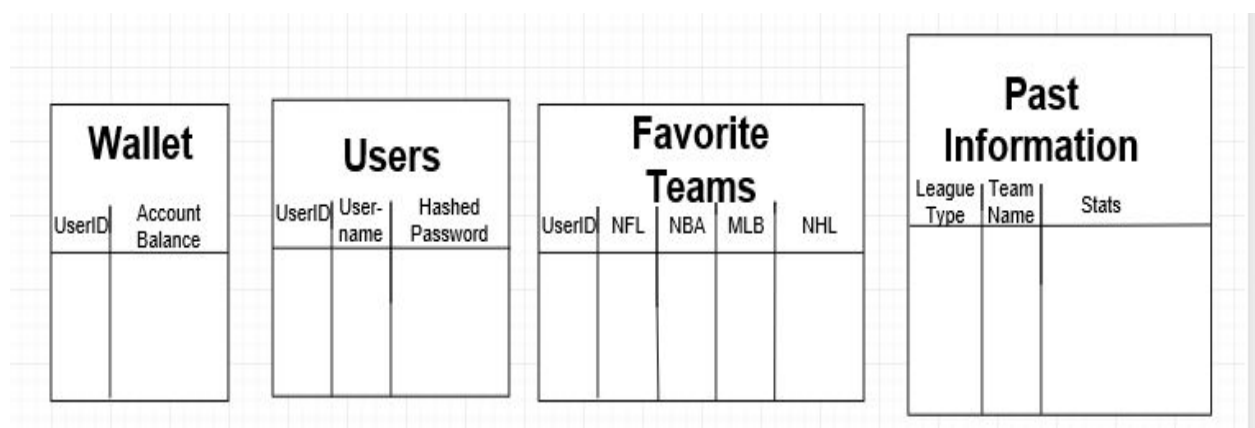 Wallet
UserID
Account
Balance
Users
UserID
User-
name
Hashed
Password
Favorite
Teams
UserID
NFL
NBA
MLB
NHL
Past
Information
League
Type
Team
Name
Stats